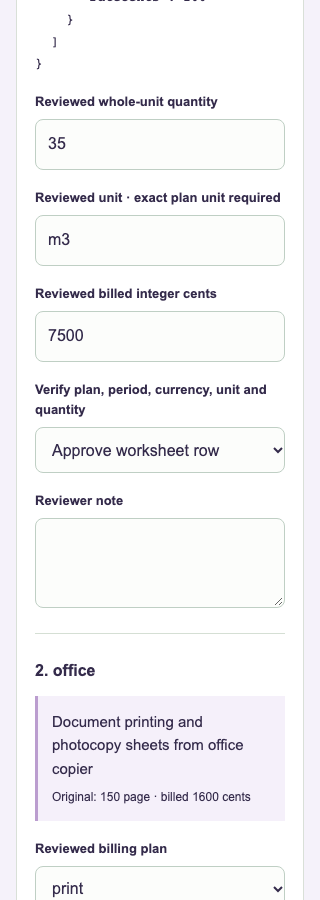 }
]
}
Reviewed whole-unit quantity
35
Reviewed unit · exact plan unit required
m3
Reviewed billed integer cents
7500
Verify plan, period, currency, unit and
quantity
Approve worksheet row
Reviewer note
2. office
Document printing and
photocopy sheets from office
copier
Original: 150 page · billed 1600 cents
Reviewed billing plan
print